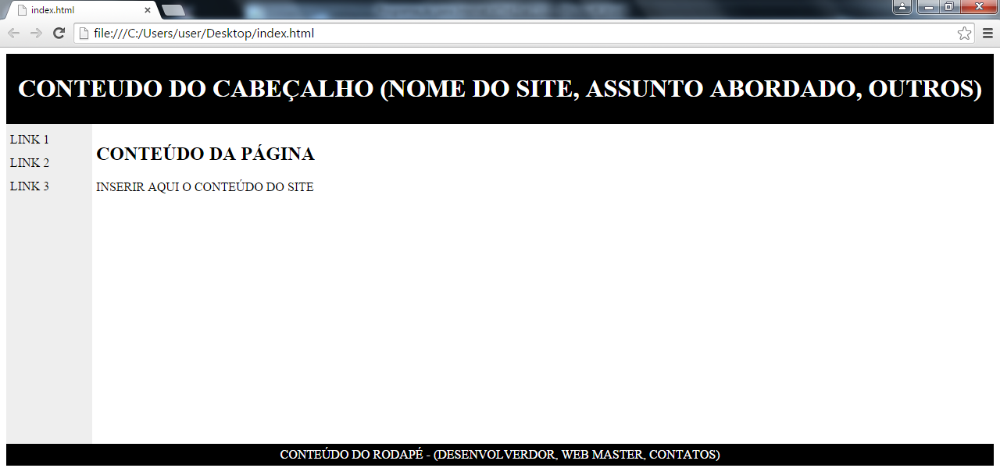 index.html
file:///C:/Users/user/Desktop/index.html
CONTEUDO DO CABEÇALHO (NOME DO SITE, ASSUNTO ABORDADO, OUTROS)
LINK 1
LINK 2
LINK 3
CONTEÚDO DA PÁGINA
INSERIR AQUI O CONTEÚDO DO SITE
CONTEÚDO DO RODAPÉ - (DESENVOLVERDOR, WEB MASTER, CONTATOS)